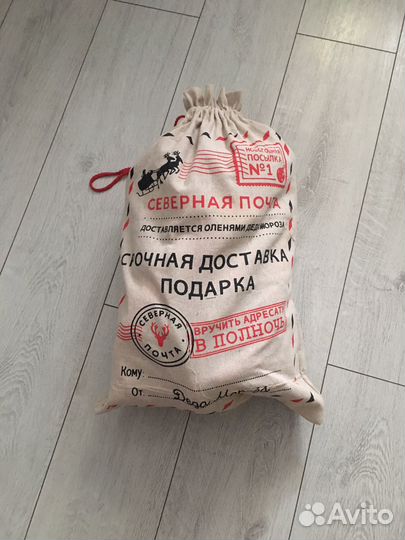 НОВОГОДНЯЯ
ПОСЫЛКА
№1
СЕВЕРНАЯ ПОЧТА
ДОСТАВЛЯЕТСЯ ОЛЕНЯМИ ДЕДА МОРОЗА
СРОЧНАЯ ДОСТАВКА
ПОДАРКА
СЕВЕРНАЯ
ПОЧТА
ВРУЧИТЬ АДРЕСАТУ
В ПОЛНОЧЬ
Кому:
От: Деда Мороза
Avito